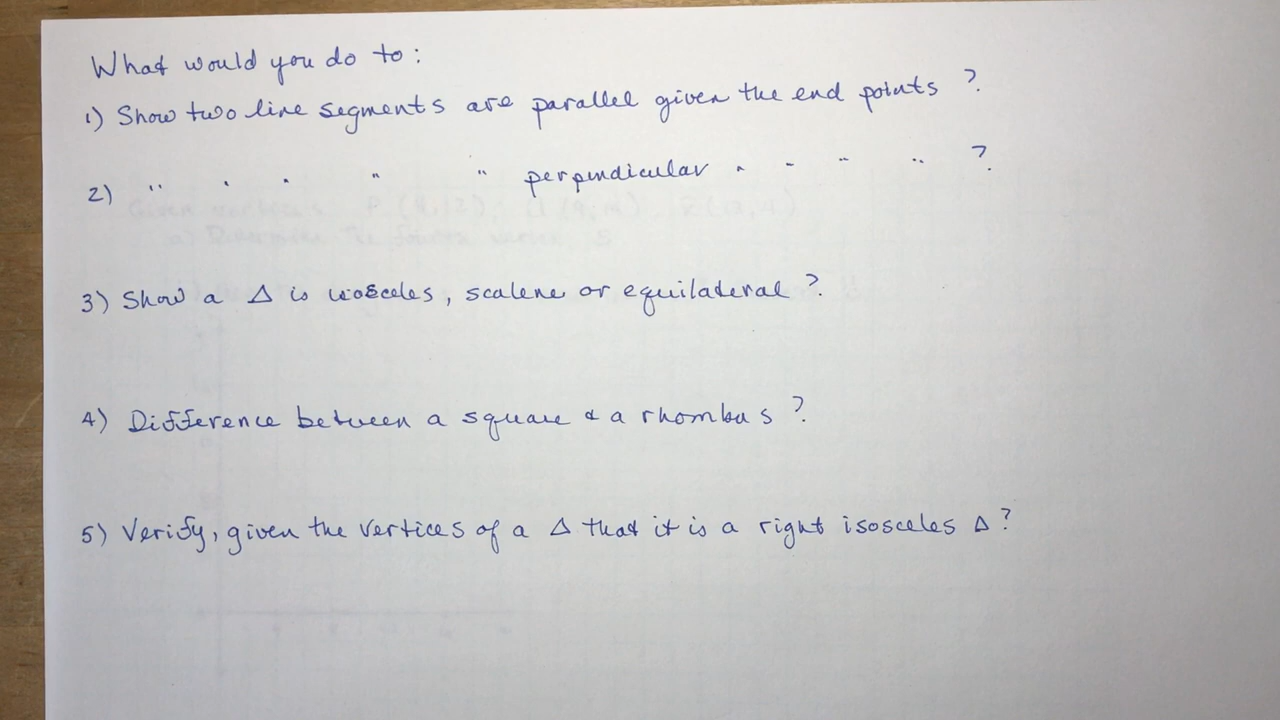 What would you do to:
1) Show two line segments are parallel given the end points ?
2) " " " " " perpendicular " " " " ?
3) Show a Δ is isosceles, scalene or equilateral ?
4) Difference between a square & a rhombus ?
5) Verify, given the vertices of a Δ that it is a right isosceles Δ ?